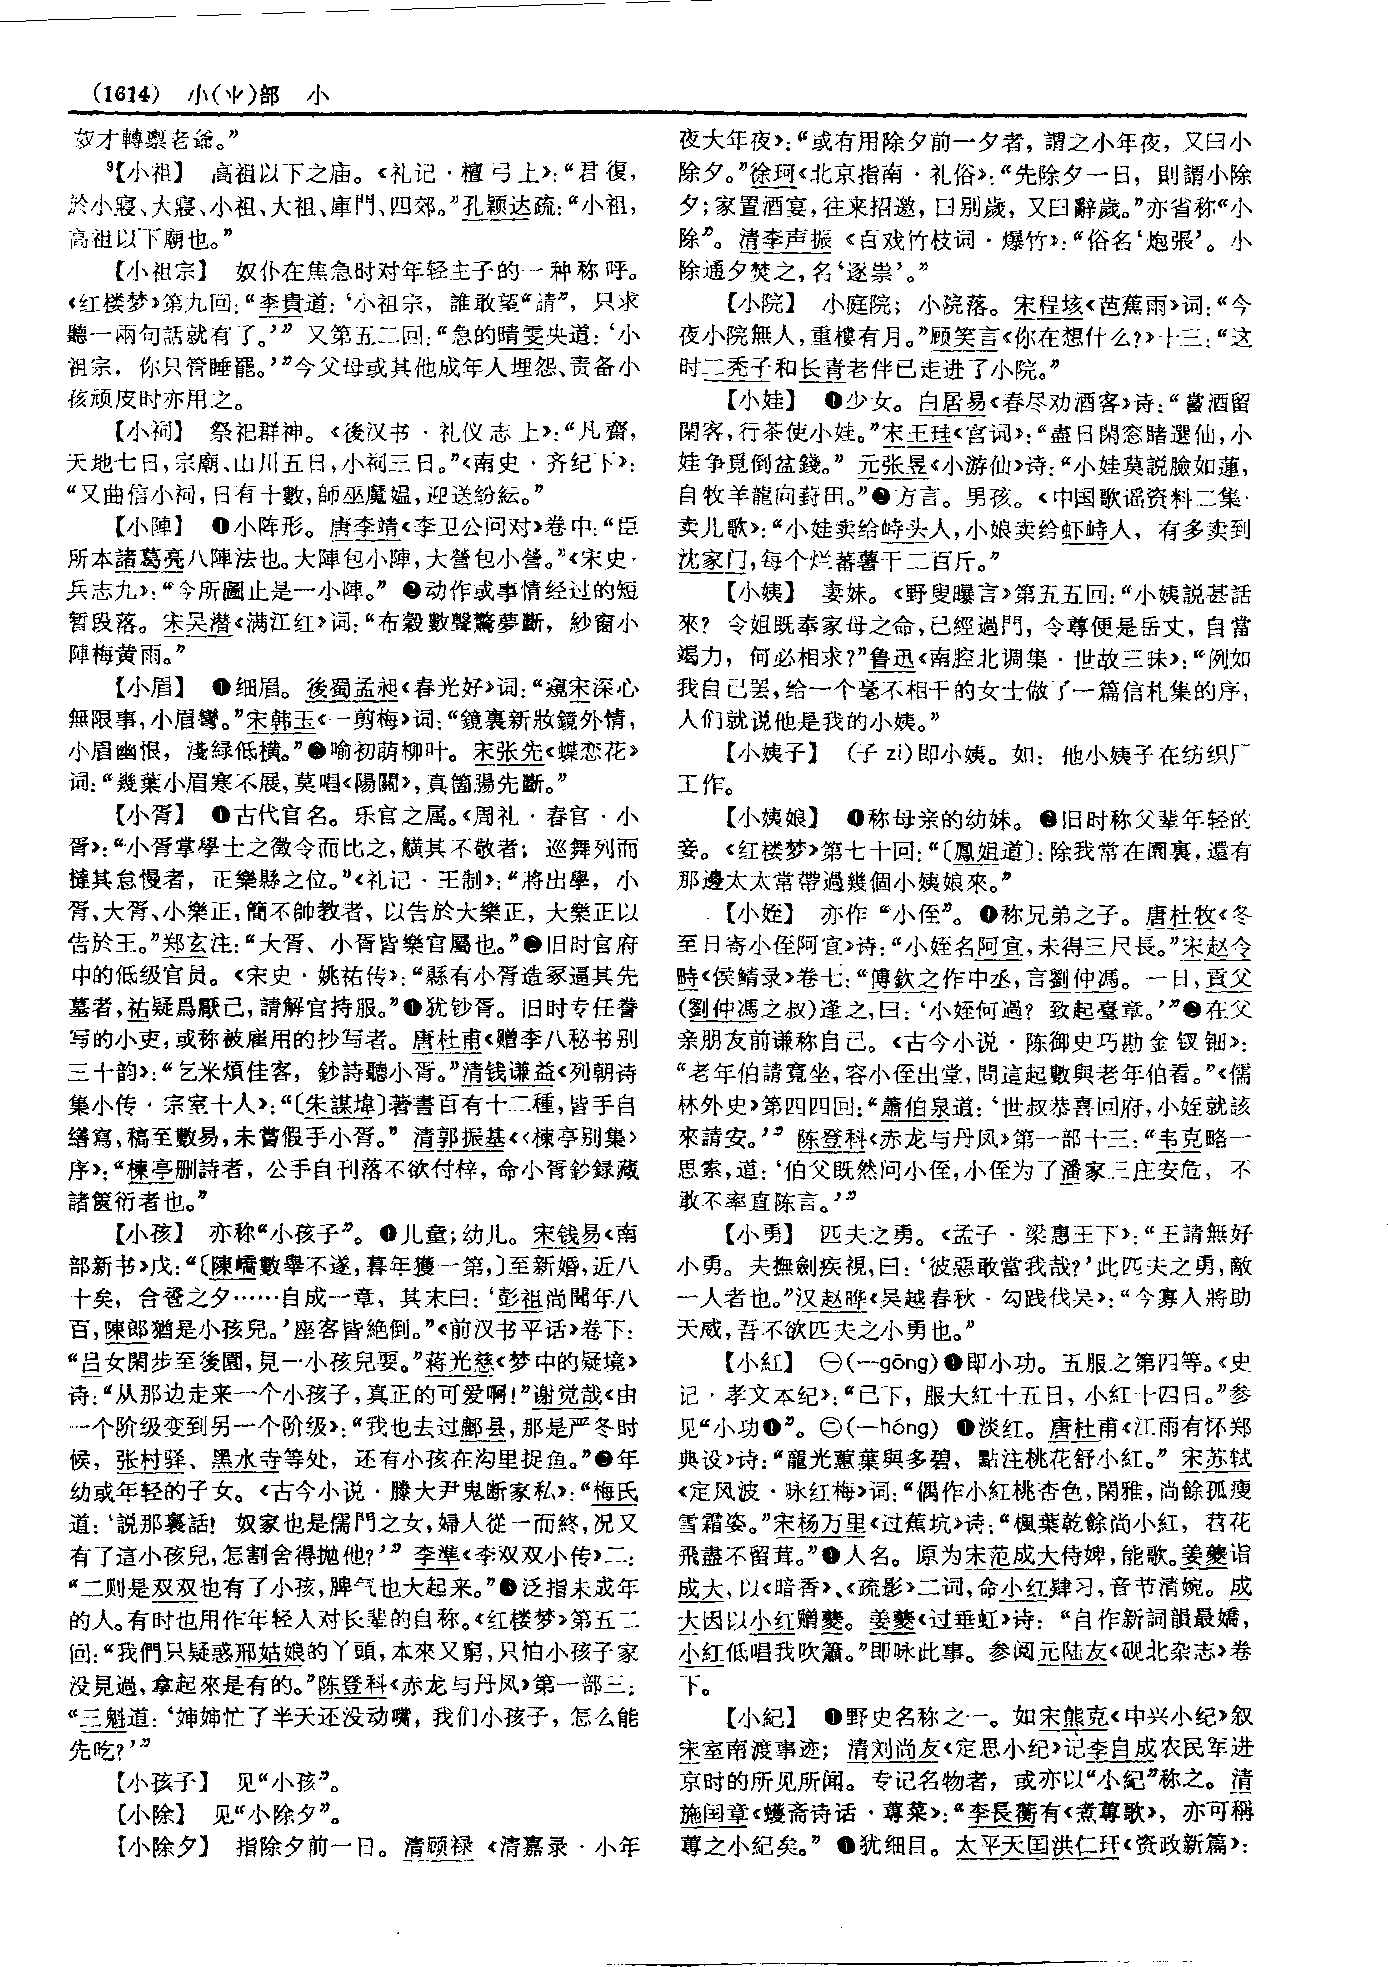 (1614) 小(⺌)部 小
奴才轉稟老爺。”
⁹【小祖】 高祖以下之庙。《礼记·檀弓上》：“君復，
於小寢、大寢、小祖、大祖、庫門、四郊。”孔颖达疏：“小祖，
高祖以下廟也。”
【小祖宗】 奴仆在焦急时对年轻主子的一种称呼。
《红楼梦》第九回：“李貴道：‘小祖宗，誰敢望“請”，只求
聽一兩句話就有了。’” 又第五二回：“急的晴雯央道：‘小
祖宗，你只管睡罷。’”今父母或其他成年人埋怨、责备小
孩顽皮时亦用之。
【小祠】 祭祀群神。《後汉书·礼仪志上》：“凡齋，
天地七日，宗廟、山川五日，小祠三日。”《南史·齐纪下》：
“又曲信小祠，日有十數，師巫魔媪，迎送紛紜。”
【小陣】 ❶小阵形。唐李靖《李卫公问对》卷中：“臣
所本諸葛亮八陣法也。大陣包小陣，大營包小營。”《宋史·
兵志九》：“今所圖止是一小陣。” ❷动作或事情经过的短
暂段落。宋吴潜《满江红》词：“布穀數聲驚夢斷，紗窗小
陣梅黄雨。”
【小眉】 ❶细眉。後蜀孟昶《春光好》词：“窺宋深心
無限事，小眉彎。”宋韩玉《一剪梅》词：“鏡裏新妝鏡外情，
小眉幽恨，淺緑低横。”❷喻初萌柳叶。宋张先《蝶恋花》
词：“幾葉小眉寒不展，莫唱《陽關》，真箇腸先斷。”
【小胥】 ❶古代官名。乐官之属。《周礼·春官·小
胥》：“小胥掌學士之徵令而比之，觵其不敬者；巡舞列而
撻其怠慢者，正樂縣之位。”《礼记·王制》：“將出學，小
胥、大胥、小樂正，簡不帥教者，以告於大樂正，大樂正以
告於王。”郑玄注：“大胥、小胥皆樂官屬也。”❷旧时官府
中的低级官员。《宋史·姚祐传》：“縣有小胥造冢逼其先
墓者，祐疑爲厭己，請解官持服。”❸犹钞胥。旧时专任誊
写的小吏，或称被雇用的抄写者。唐杜甫《赠李八秘书别
三十韵》：“乞米煩佳客，鈔詩聽小胥。”清钱谦益《列朝诗
集小传·宗室十人》：“〔朱謀㙔〕著書百有十二種，皆手自
繕寫，稿至數易，未嘗假手小胥。” 清郭振基《〈楝亭别集〉
序》：“楝亭删詩者，公手自刊落不欲付梓，命小胥鈔録藏
諸篋衍者也。”
【小孩】 亦称“小孩子”。❶儿童；幼儿。宋钱易《南
部新书》戊：“〔陳嶠數舉不遂，暮年獲一第，〕至新婚，近八
十矣，合卺之夕……自成一章，其末曰：‘彭祖尚聞年八
百，陳郎猶是小孩兒。’座客皆絶倒。”《前汉书平话》卷下：
“吕女閑步至後園，見一小孩兒耍。”蒋光慈《梦中的疑境》
诗：“从那边走来一个小孩子，真正的可爱啊！”谢觉哉《由
一个阶级变到另一个阶级》：“我也去过鄜县，那是严冬时
候，张村驿、黑水寺等处，还有小孩在沟里捉鱼。”❷年
幼或年轻的子女。《古今小说·滕大尹鬼断家私》：“梅氏
道：‘説那裏話！奴家也是儒門之女，婦人從一而終，况又
有了這小孩兒，怎割舍得抛他？’” 李準《李双双小传》二：
“二则是双双也有了小孩，脾气也大起来。”❸泛指未成年
的人。有时也用作年轻人对长辈的自称。《红楼梦》第五二
回：“我們只疑惑邢姑娘的丫頭，本來又窮，只怕小孩子家
没見過，拿起來是有的。”陈登科《赤龙与丹凤》第一部三：
“三魁道：‘婶婶忙了半天还没动嘴，我们小孩子，怎么能
先吃？’”
【小孩子】 见“小孩”。
【小除】 见“小除夕”。
【小除夕】 指除夕前一日。清顾禄《清嘉录·小年
夜大年夜》：“或有用除夕前一夕者，謂之小年夜，又曰小
除夕。”徐珂《北京指南·礼俗》：“先除夕一日，則謂小除
夕；家置酒宴，往來招邀，曰别歲，又曰辭歲。”亦省称“小
除”。清李声振《百戏竹枝词·爆竹》：“俗名‘炮張’。小
除通夕焚之，名‘逐祟’。”
【小院】 小庭院；小院落。宋程垓《芭蕉雨》词：“今
夜小院無人，重樓有月。”顾笑言《你在想什么？》十三：“这
时二秃子和长青老伴已走进了小院。”
【小娃】 ❶少女。白居易《春尽劝酒客》诗：“嘗酒留
閑客，行茶使小娃。”宋王珪《宫词》：“盡日閑窗賭選仙，小
娃争覓倒盆錢。” 元张昱《小游仙》诗：“小娃莫説臉如蓮，
自牧羊龍向葑田。”❷方言。男孩。《中国歌谣资料二集·
卖儿歌》：“小娃卖给崎头人，小娘卖给虾崎人，有多卖到
沈家门，每个烂蕃薯干二百斤。”
【小姨】 妻妹。《野叟曝言》第五五回：“小姨説甚話
來？令姐既奉家母之命，已經過門，令尊便是岳丈，自當
竭力，何必相求？”鲁迅《南腔北调集·世故三昧》：“例如
我自己罢，给一个毫不相干的女士做了一篇信札集的序，
人们就说他是我的小姨。”
【小姨子】 （子 zi）即小姨。如：他小姨子在纺织厂
工作。
【小姨娘】 ❶称母亲的幼妹。❷旧时称父辈年轻的
妾。《红楼梦》第七十回：“〔鳳姐道〕：除我常在園裏，還有
那邊太太常帶過幾個小姨娘來。”
【小姪】 亦作“小侄”。❶称兄弟之子。唐杜牧《冬
至日寄小侄阿宜》诗：“小姪名阿宜，未得三尺長。”宋赵令
畤《侯鲭录》卷七：“傅欽之作中丞，言劉仲馮。一日，貢父
（劉仲馮之叔）逢之，曰：‘小姪何過？致起臺章。’”❷在父
亲朋友前谦称自己。《古今小说·陈御史巧勘金钗钿》：
“老年伯請寬坐，容小侄出堂，問這起數與老年伯看。”《儒
林外史》第四四回：“蕭伯泉道：‘世叔恭喜回府，小姪就該
來請安。’” 陈登科《赤龙与丹凤》第一部十三：“韦克略一
思索，道：‘伯父既然问小侄，小侄为了潘家三庄安危，不
敢不率直陈言。’”
【小勇】 匹夫之勇。《孟子·梁惠王下》：“王請無好
小勇。夫撫劍疾視，曰：‘彼惡敢當我哉？’此匹夫之勇，敵
一人者也。”汉赵晔《吴越春秋·勾践伐吴》：“今寡人將助
天威，吾不欲匹夫之小勇也。”
【小紅】 ㊀(—gōng)❶即小功。五服之第四等。《史
记·孝文本纪》：“已下，服大紅十五日，小紅十四日。”参
见“小功❶”。㊁(—hóng) ❶淡红。唐杜甫《江雨有怀郑
典设》诗：“寵光蕙葉與多碧，點注桃花舒小紅。” 宋苏轼
《定风波·咏红梅》词：“偶作小紅桃杏色，閑雅，尚餘孤瘦
雪霜姿。”宋杨万里《过蕉坑》诗：“楓葉乾餘尚小紅，苕花
飛盡不留茸。”❷人名。原为宋范成大侍婢，能歌。姜夔诣
成大，以《暗香》、《疏影》二词，命小红肄习，音节清婉。成
大因以小红赠夔。姜夔《过垂虹》诗：“自作新詞韻最嬌，
小紅低唱我吹簫。”即咏此事。参阅元陆友《砚北杂志》卷
下。
【小紀】 ❶野史名称之一。如宋熊克《中兴小纪》叙
宋室南渡事迹；清刘尚友《定思小纪》记李自成农民军进
京时的所见所闻。专记名物者，或亦以“小紀”称之。清
施闰章《蠖斋诗话·蓴菜》：“李長蘅有《煮蓴歌》，亦可稱
蓴之小紀矣。” ❷犹细目。太平天国洪仁玕《资政新篇》：